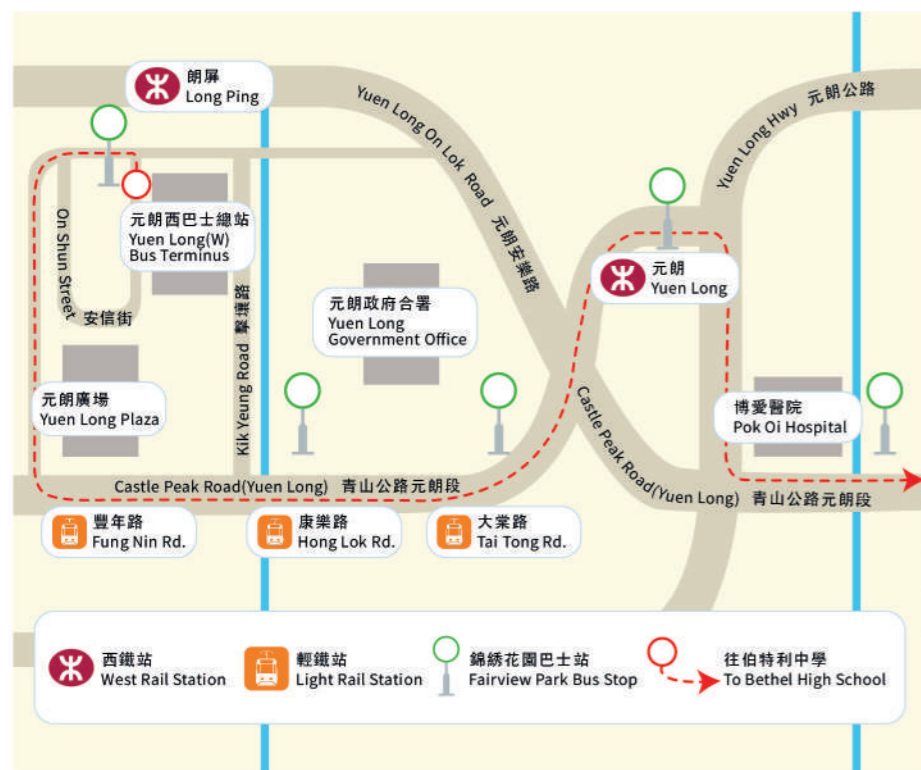 朗屏
Long Ping
Yuen Long On Lok Road 元朗安樂路
Yuen Long Hwy 元朗公路
On Shun Street
安信街
元朗西巴士總站
Yuen Long(W)
Bus Terminus
Kik Yeung Road 擊壤路
元朗政府合署
Yuen Long
Government Office
元朗
Yuen Long
元朗廣場
Yuen Long Plaza
博愛醫院
Pok Oi Hospital
Castle Peak Road(Yuen Long) 青山公路元朗段
Castle Peak Road(Yuen Long) 青山公路元朗段
豐年路
Fung Nin Rd.
康樂路
Hong Lok Rd.
大棠路
Tai Tong Rd.
西鐵站
West Rail Station
輕鐵站
Light Rail Station
錦綉花園巴士站
Fairview Park Bus Stop
往伯特利中學
To Bethel High School